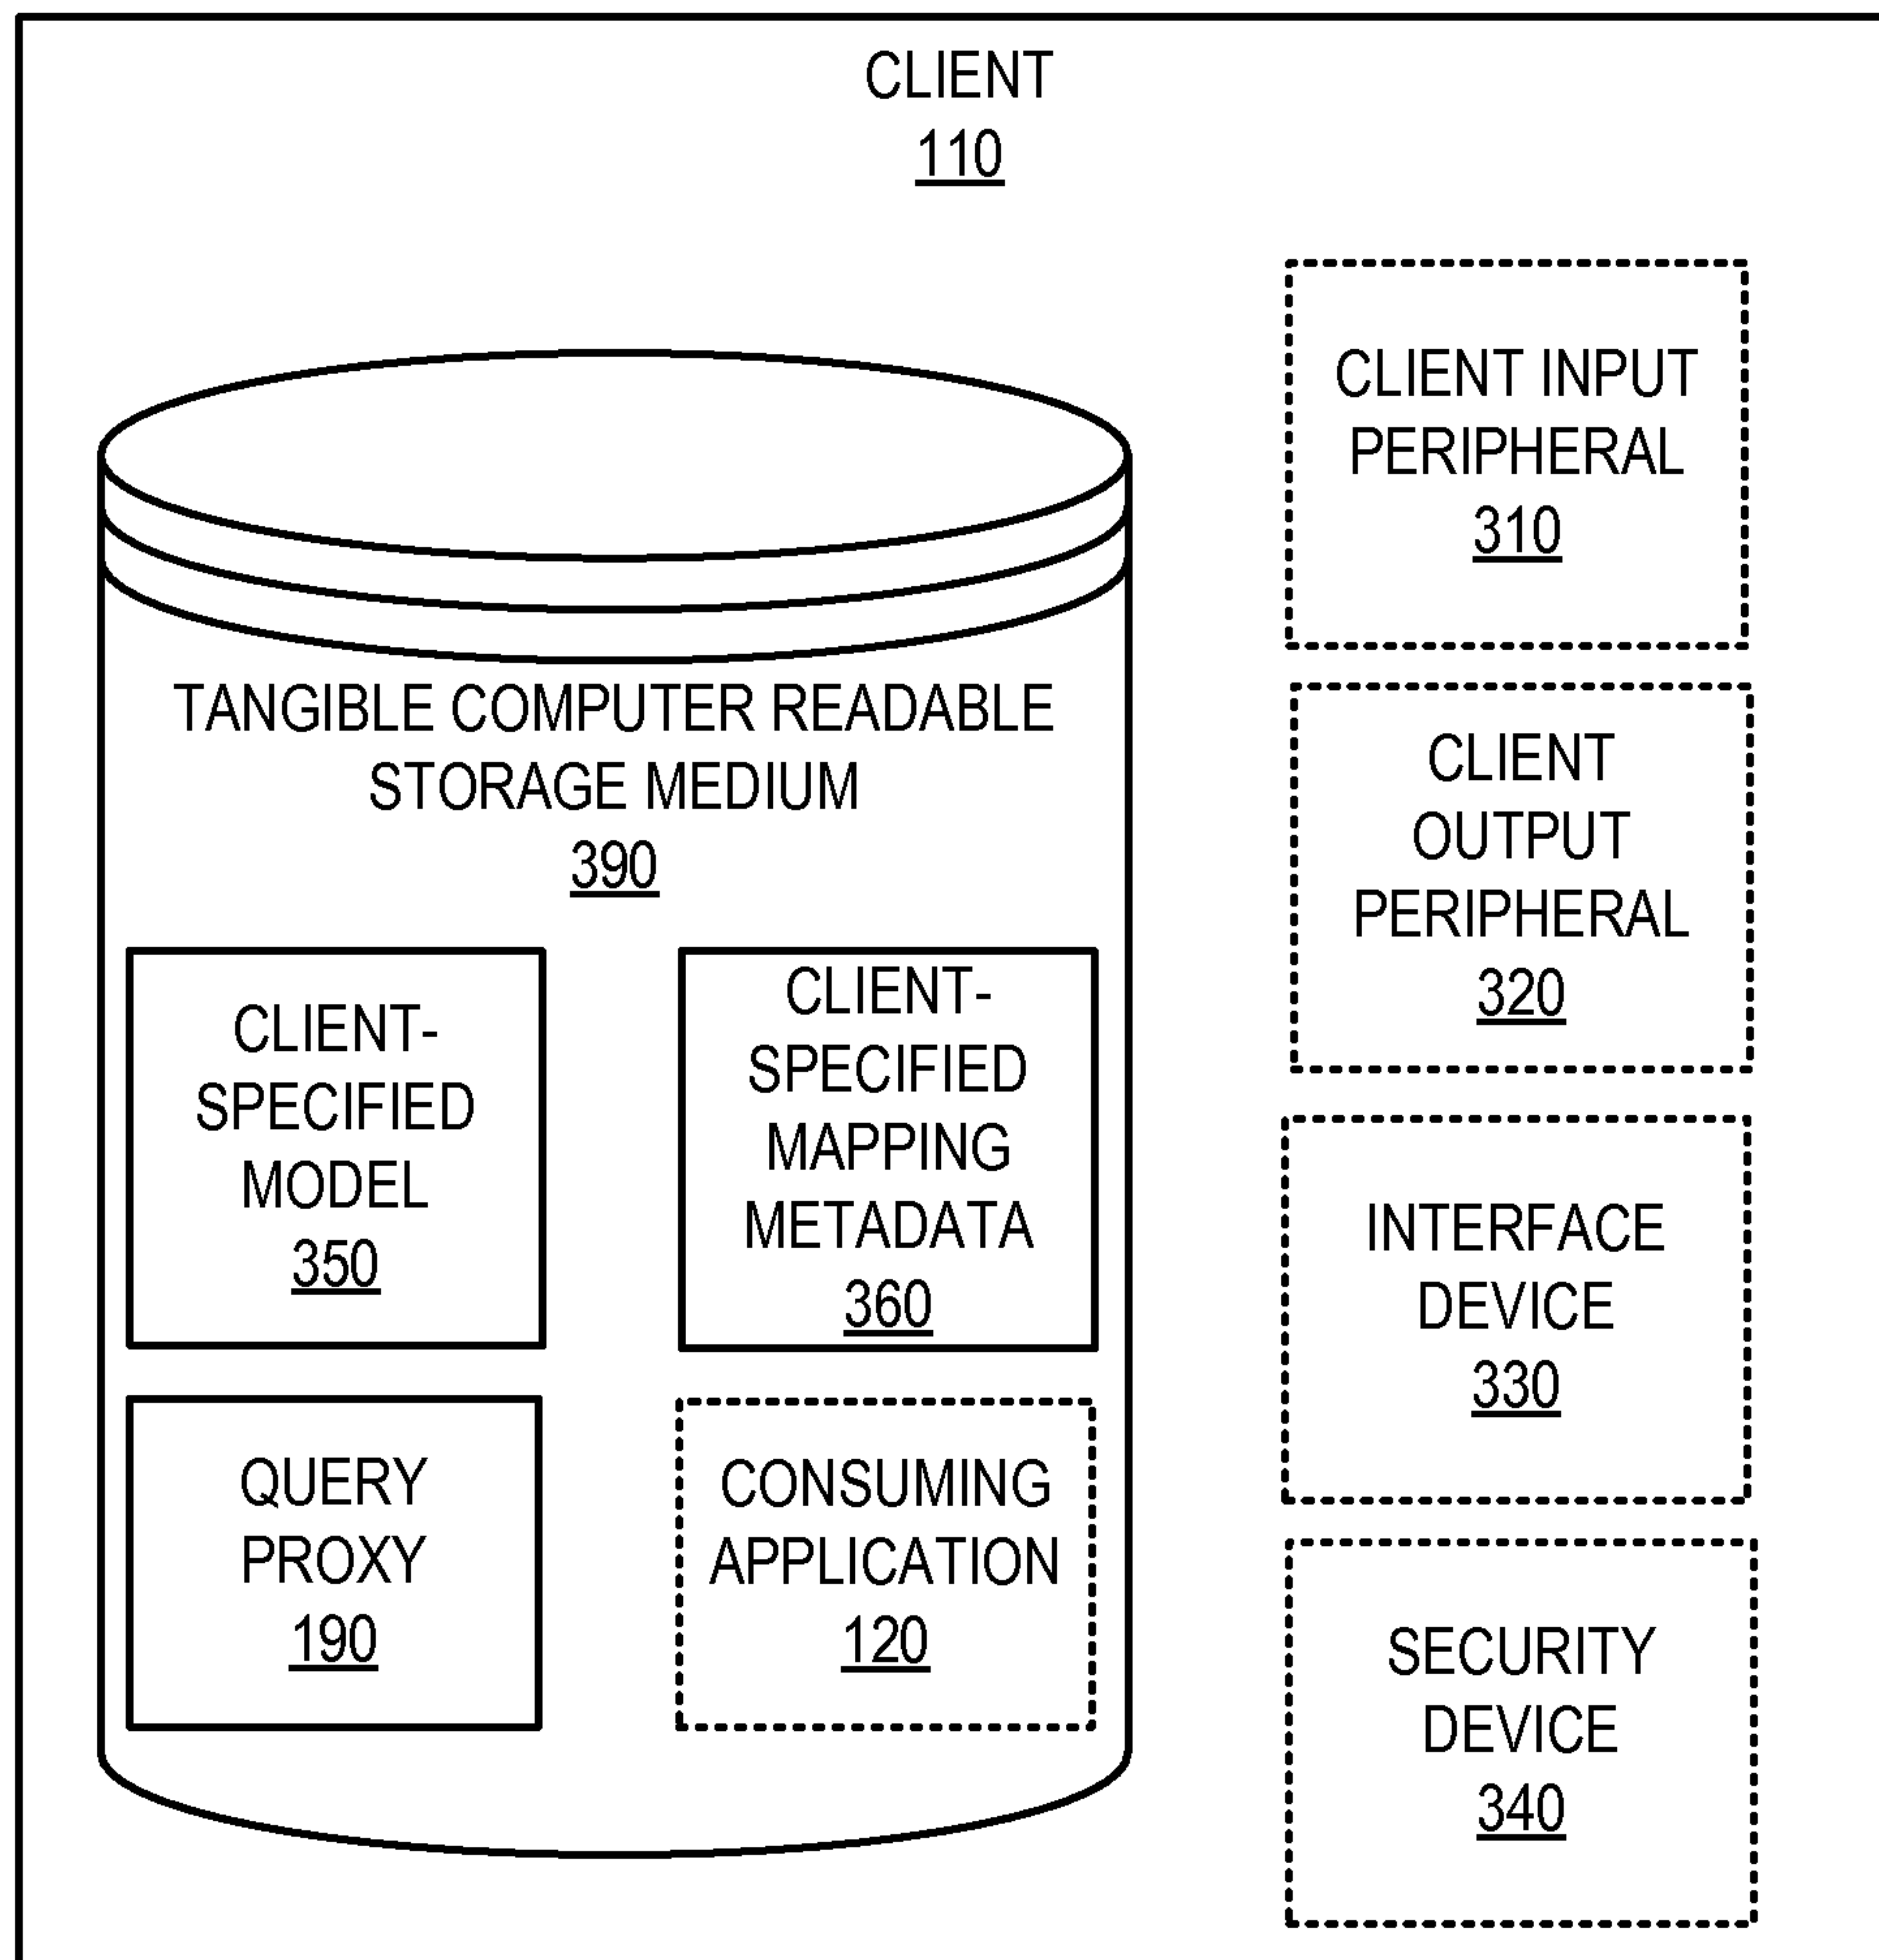 CLIENT
110
TANGIBLE COMPUTER READABLE
STORAGE MEDIUM
390
CLIENT-
SPECIFIED
MODEL
350
CLIENT-
SPECIFIED
MAPPING
METADATA
360
QUERY
PROXY
190
CONSUMING
APPLICATION
120
CLIENT INPUT
PERIPHERAL
310
CLIENT
OUTPUT
PERIPHERAL
320
INTERFACE
DEVICE
330
SECURITY
DEVICE
340